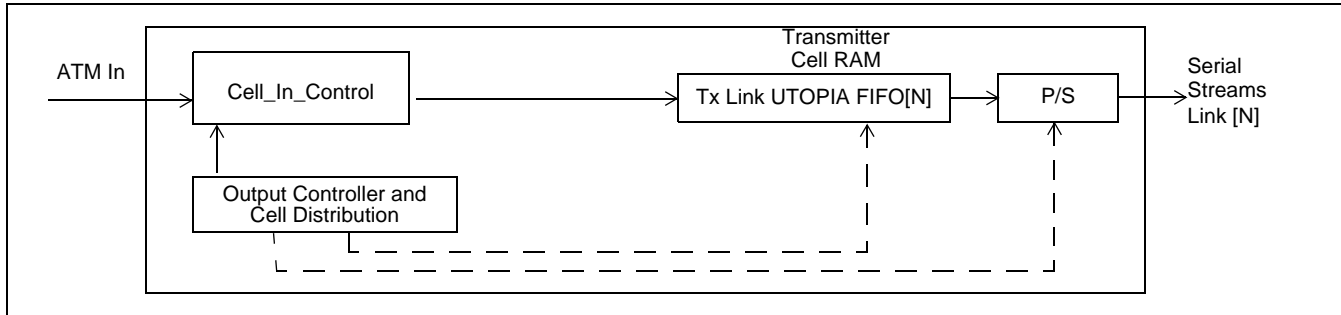 ATM In
Cell_In_Control
Transmitter
Cell RAM
Tx Link UTOPIA FIFO[N]
P/S
Serial
Streams
Link [N]
Output Controller and
Cell Distribution